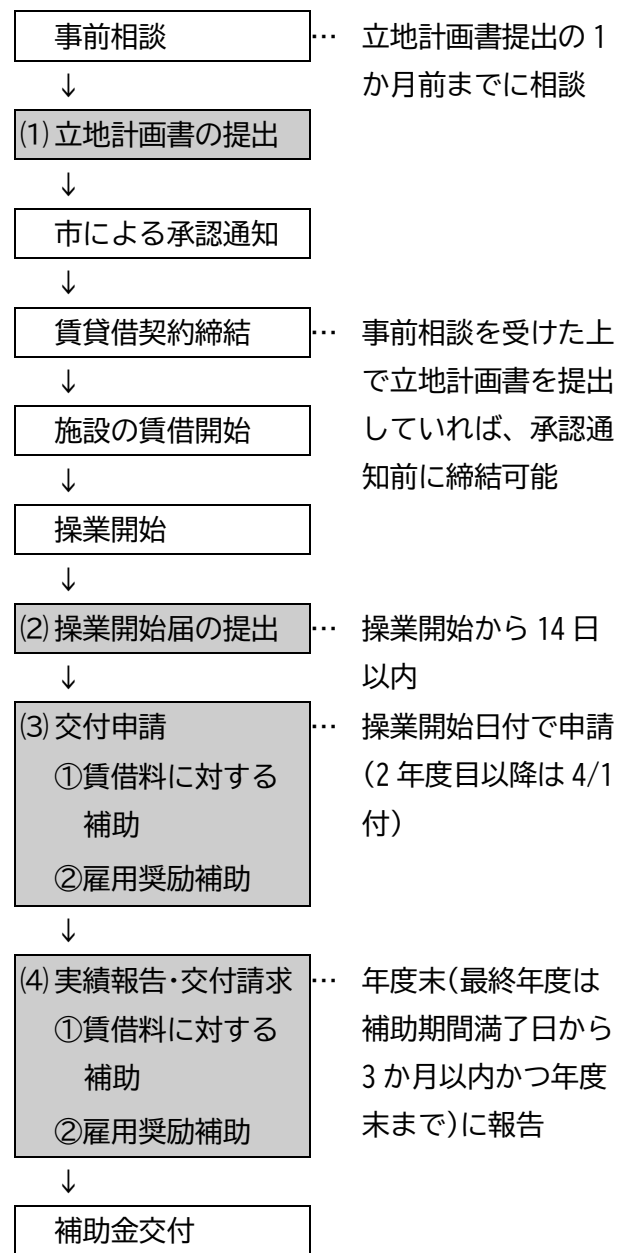 事前相談 … 立地計画書提出の1
↓ か月前までに相談
⑴立地計画書の提出
↓
市による承認通知
↓
賃貸借契約締結 … 事前相談を受けた上
↓ で立地計画書を提出
施設の賃借開始 していれば、承認通
↓ 知前に締結可能
操業開始
↓
⑵操業開始届の提出 … 操業開始から14日
↓ 以内
⑶交付申請 … 操業開始日付で申請
①賃借料に対する (2年度目以降は4/1
補助 付)
②雇用奨励補助
↓
⑷実績報告・交付請求 … 年度末(最終年度は
①賃借料に対する 補助期間満了日から
補助 3か月以内かつ年度
②雇用奨励補助 末まで)に報告
↓
補助金交付